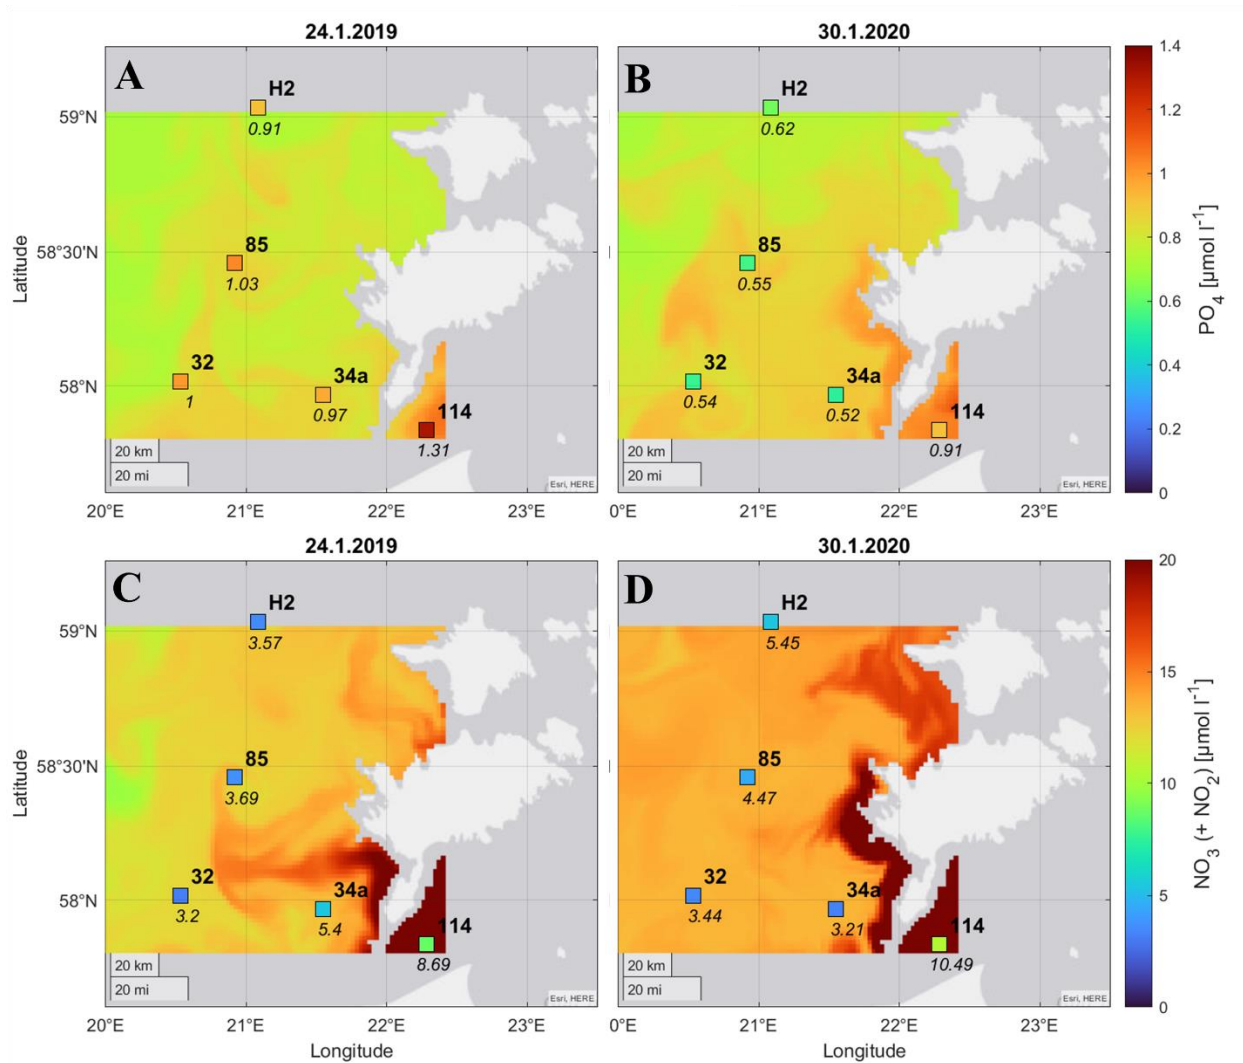 24.1.2019
30.1.2020
A
B
H2
0.91
H2
0.62
85
1.03
85
0.55
32
1
34a
0.97
114
1.31
32
0.54
34a
0.52
114
0.91
59°N
58°30'N
58°N
Latitude
20 km
20 mi
Esri, HERE
20 km
20 mi
Esri, HERE
20°E
21°E
22°E
23°E
0°E
21°E
22°E
23°E
1.4
1.2
1
0.8
0.6
0.4
0.2
0
PO4 [µmol l-1]
24.1.2019
30.1.2020
C
D
H2
3.57
H2
5.45
85
3.69
85
4.47
32
3.2
34a
5.4
114
8.69
32
3.44
34a
3.21
114
10.49
59°N
58°30'N
58°N
Latitude
20 km
20 mi
Esri, HERE
20 km
20 mi
Esri, HERE
20°E
21°E
22°E
23°E
0°E
21°E
22°E
23°E
Longitude
Longitude
20
15
10
5
0
NO3 (+ NO2) [µmol l-1]